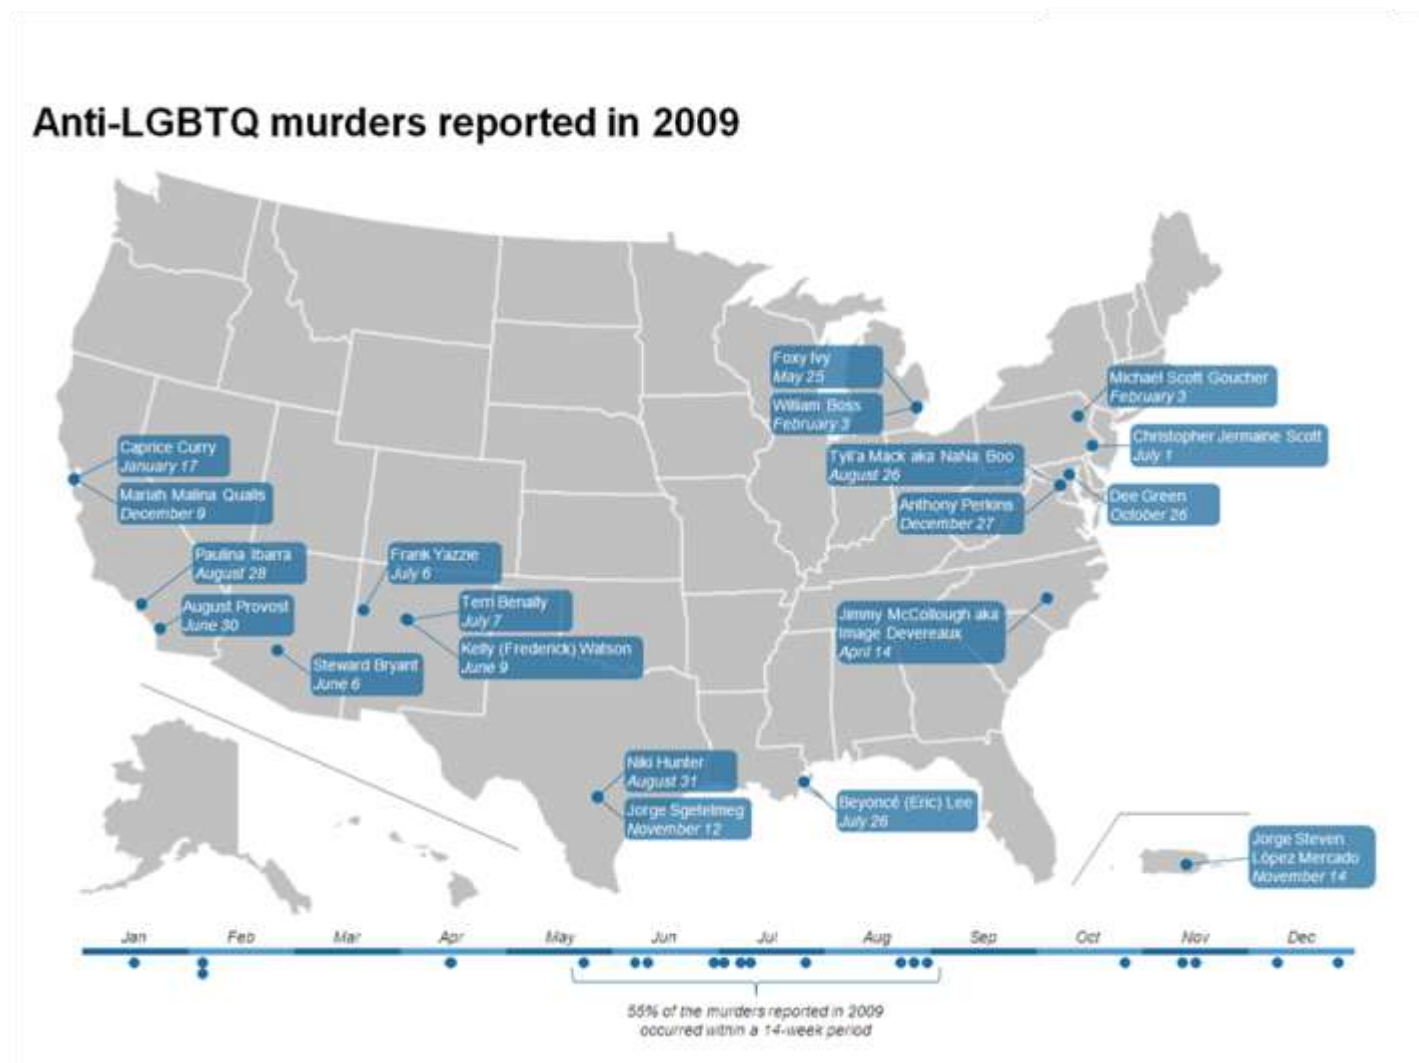 Anti-LGBTQ murders reported in 2009
Foxy Ivy
May 25
William Boss
February 3
Michael Scott Goucher
February 3
Christopher Jermaine Scott
July 1
Tyli'a Mack aka NaNa Boo
August 26
Anthony Perkins
December 27
Dee Green
October 26
Caprice Curry
January 17
Mariah Malina Qualls
December 9
Paulina Ibarra
August 28
August Provost
June 30
Frank Yazzie
July 6
Terri Benally
July 7
Kelly (Frederick) Watson
June 9
Steward Bryant
June 6
Jimmy McCollough aka
Image Devereaux
April 14
Niki Hunter
August 31
Jorge
November 12
Beyoncé (Eric) Lee
July 26
Jorge Steven
López Mercado
November 14
Jan Feb Mar Apr May Jun Jul Aug Sep Oct Nov Dec
55% of the murders reported in 2009
occurred within a 14-week period